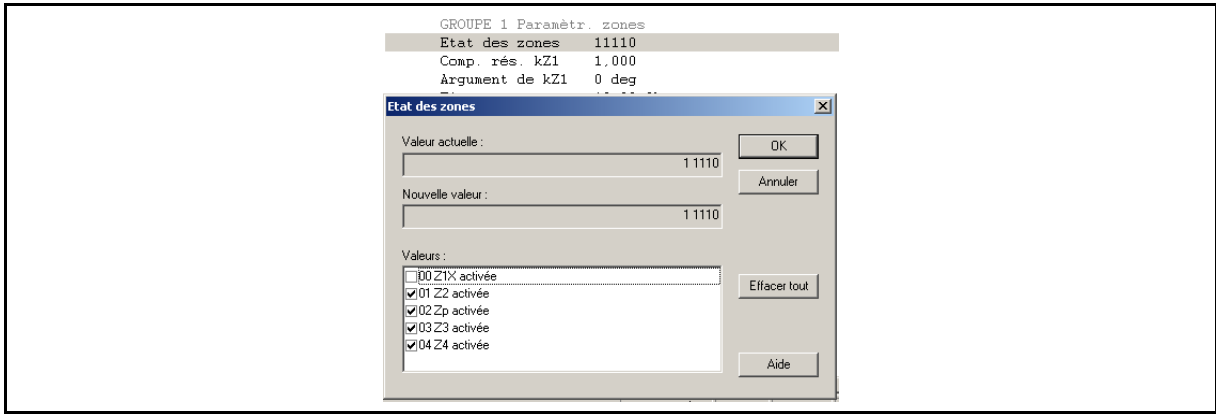 GROUPE 1 Paramètr. zones
Etat des zones 11110
Comp. rés. kZ1 1,000
Argument de kZ1 0 deg
Etat des zones
Valeur actuelle :
1 1110
OK
Annuler
Nouvelle valeur :
1 1110
Valeurs :
00 Z1X activée
01 Z2 activée
02 Zp activée
03 Z3 activée
04 Z4 activée
Effacer tout
Aide